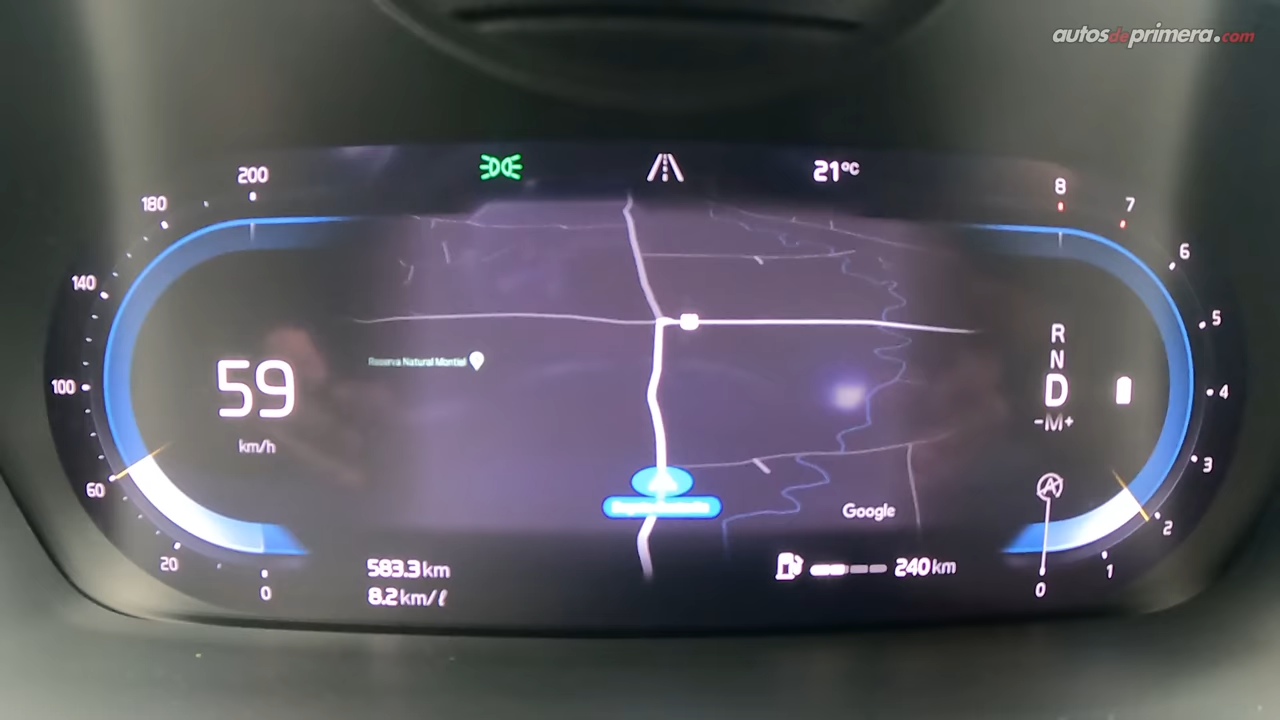 autosdeprimera.com
21°C
200
180
140
100
60
20
0
59
km/h
8
7
6
5
4
3
2
1
0
R
N
D
-M+
A
Reserva Natural Montiel
Google
583.3 km
8.2 km/ℓ
240 km